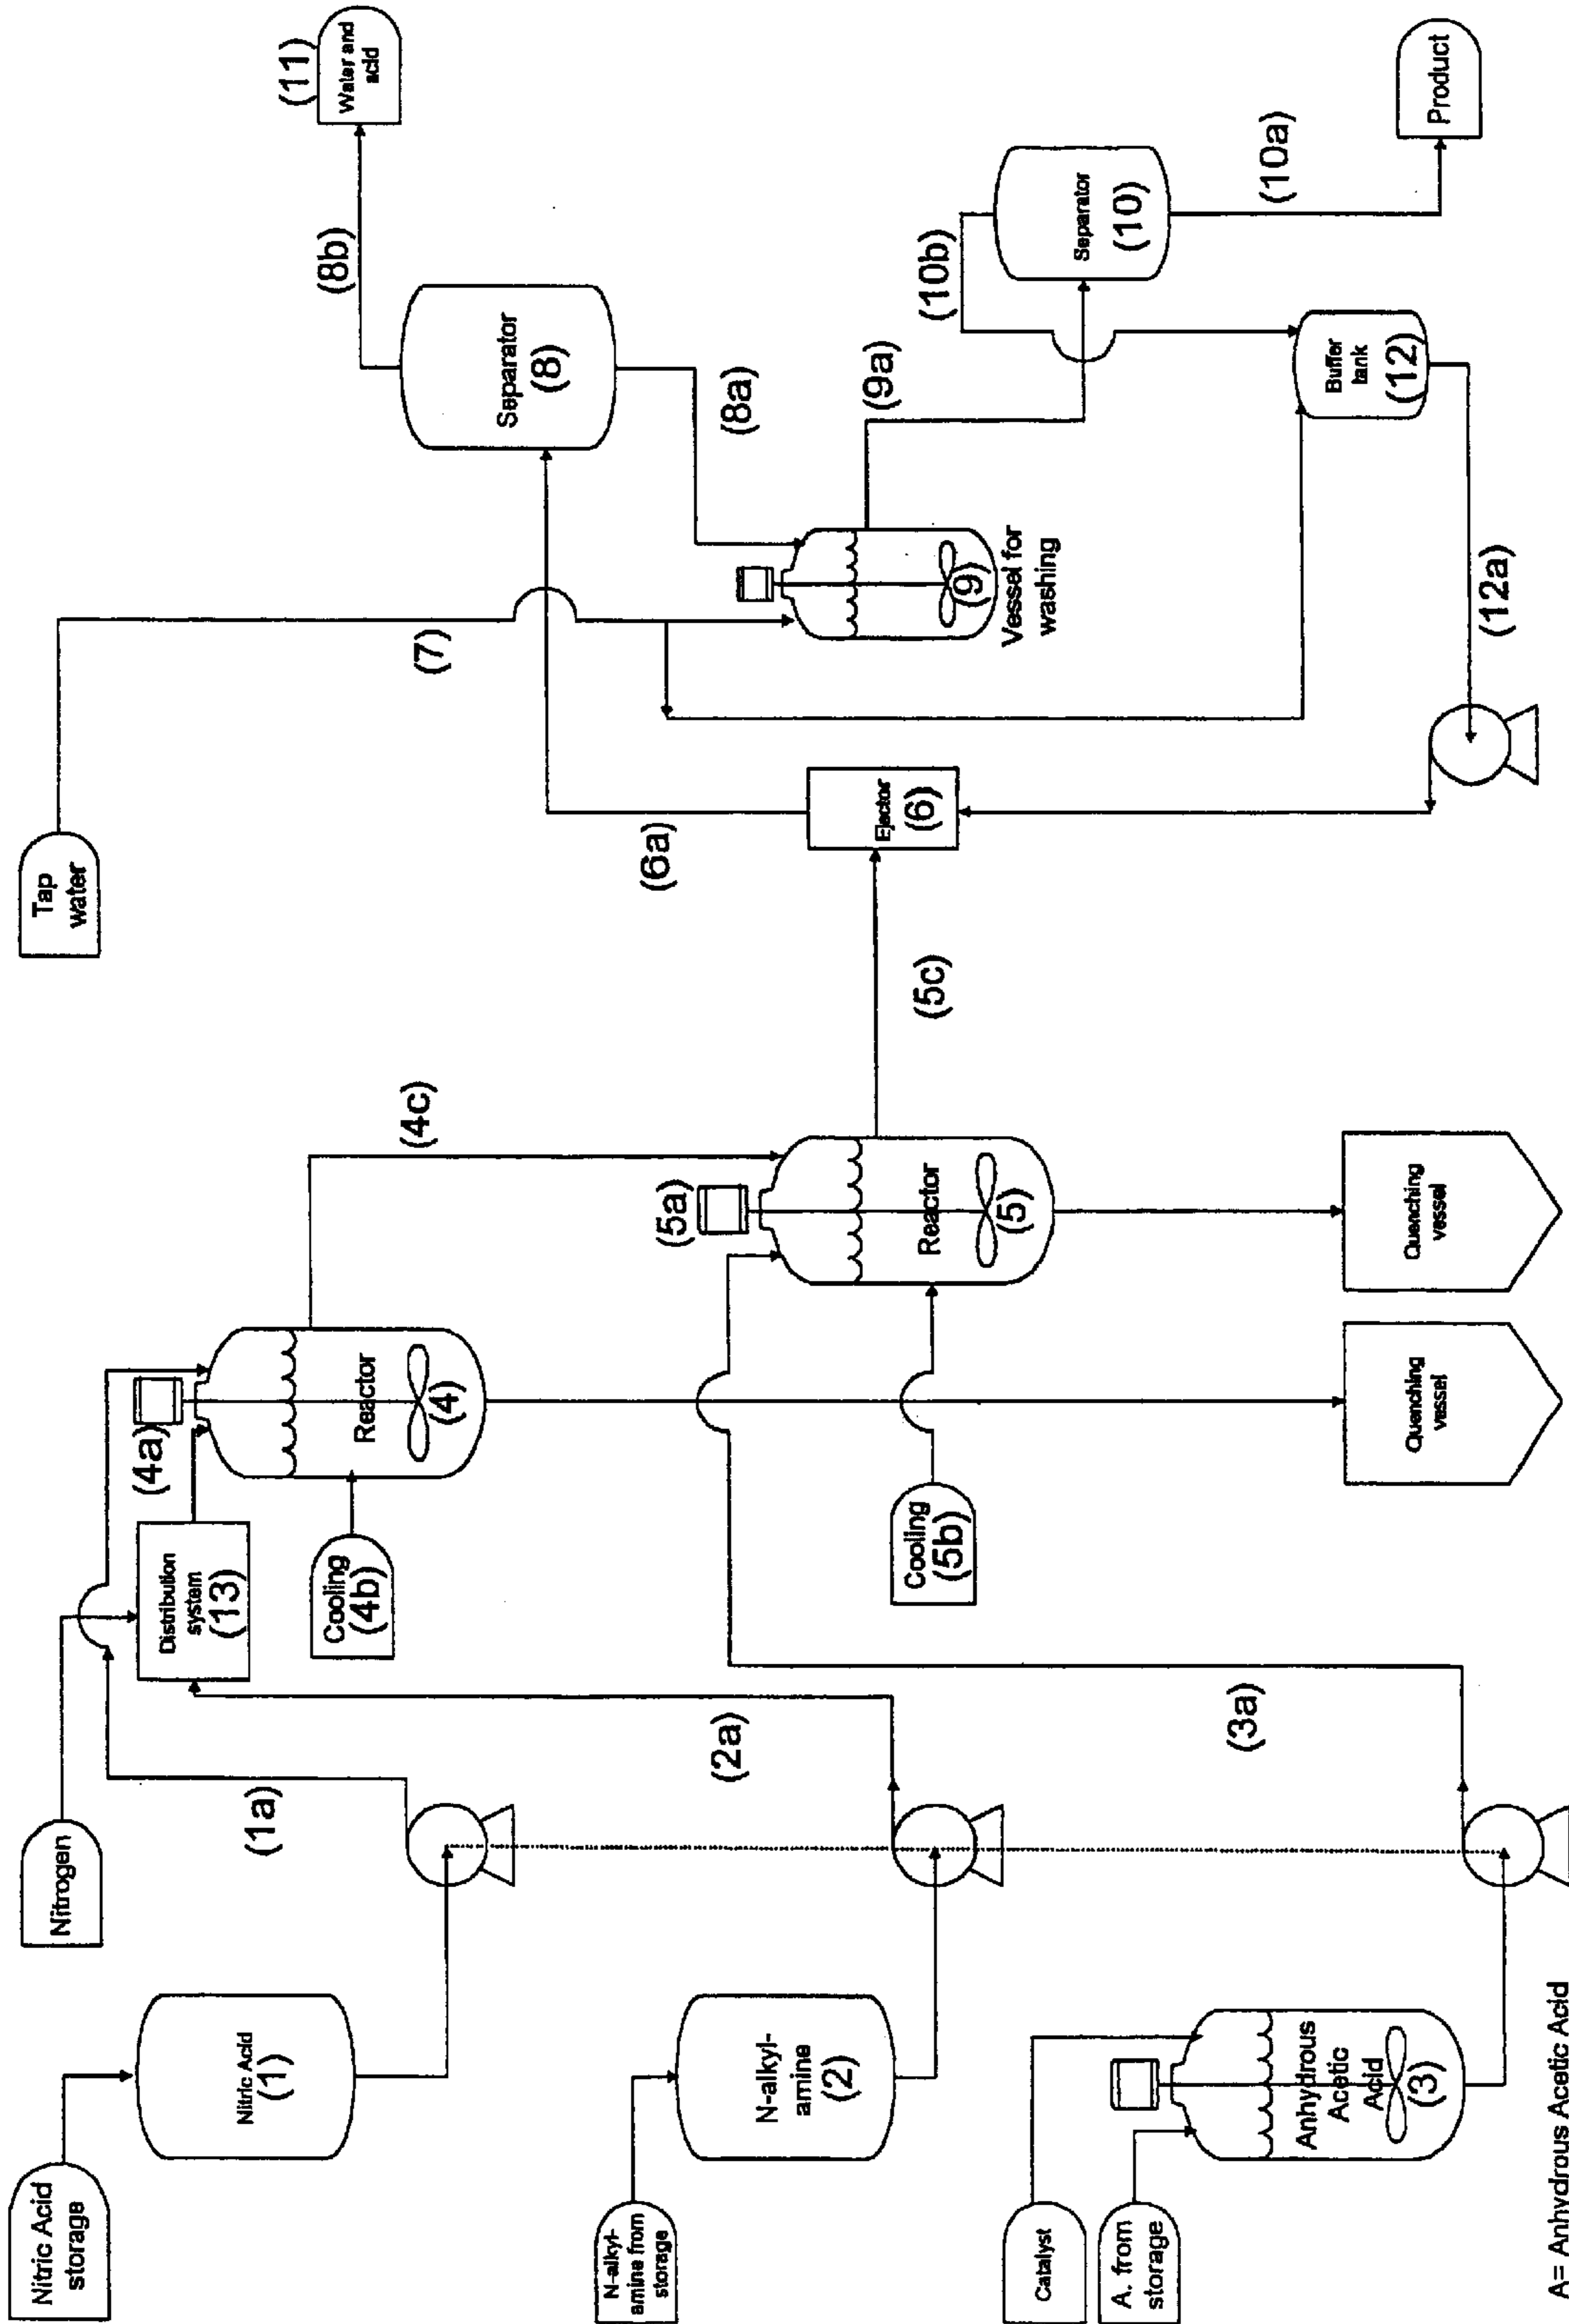 Nitric Acid
storage
Nitric Acid
(1)
Nitrogen
(1a)
Distribution
system
(13)
(4a)
Cooling
(4b)
Reactor
(4)
(4c)
N-alkyl-
amine from
storage
N-alkyl-
amine
(2)
(2a)
Catalyst
A. from
storage
Anhydrous
Acetic
Acid
(3)
(3a)
Cooling
(5b)
(5a)
Reactor
(5)
(5c)
Quenching
vessel
Quenching
vessel
Tap
water
(7)
Ejector
(6)
(6a)
Separator
(8)
(8a)
(8b)
(11)
Water and
acid
(9)
Vessel for
washing
(9a)
Separator
(10)
(10b)
(10a)
Product
Buffer
tank
(12)
(12a)
A= Anhydrous Acetic Acid